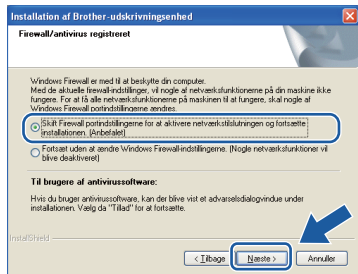 Installation af Brother-udskrivningsenhed
Firewall/antivirus registreret
Windows Firewall er med til at beskytte din computer.
Med de aktuelle firewall-indstillinger, vil nogle af netværksfunktionerne på din maskine ikke
fungere. For at få alle netværksfunktionerne på maskinen til at fungere, skal nogle af
Windows Firewall portindstillingerne ændres.
Skift Firewall portindstillingerne for at aktivere netværkstilslutning og fortsætte
installationen. (Anbefalet)
Fortsæt uden at ændre Windows Firewall-indstillingerne. (Nogle netværksfunktioner vil
blive deaktiveret)
Til brugere af antivirussoftware:
Hvis du bruger antivirussoftware, kan der blive vist et advarselsdialogvindue under
installationen. Vælg da "Tillad" for at fortsætte.
InstallShield
< Tilbage
Næste >
Annuller